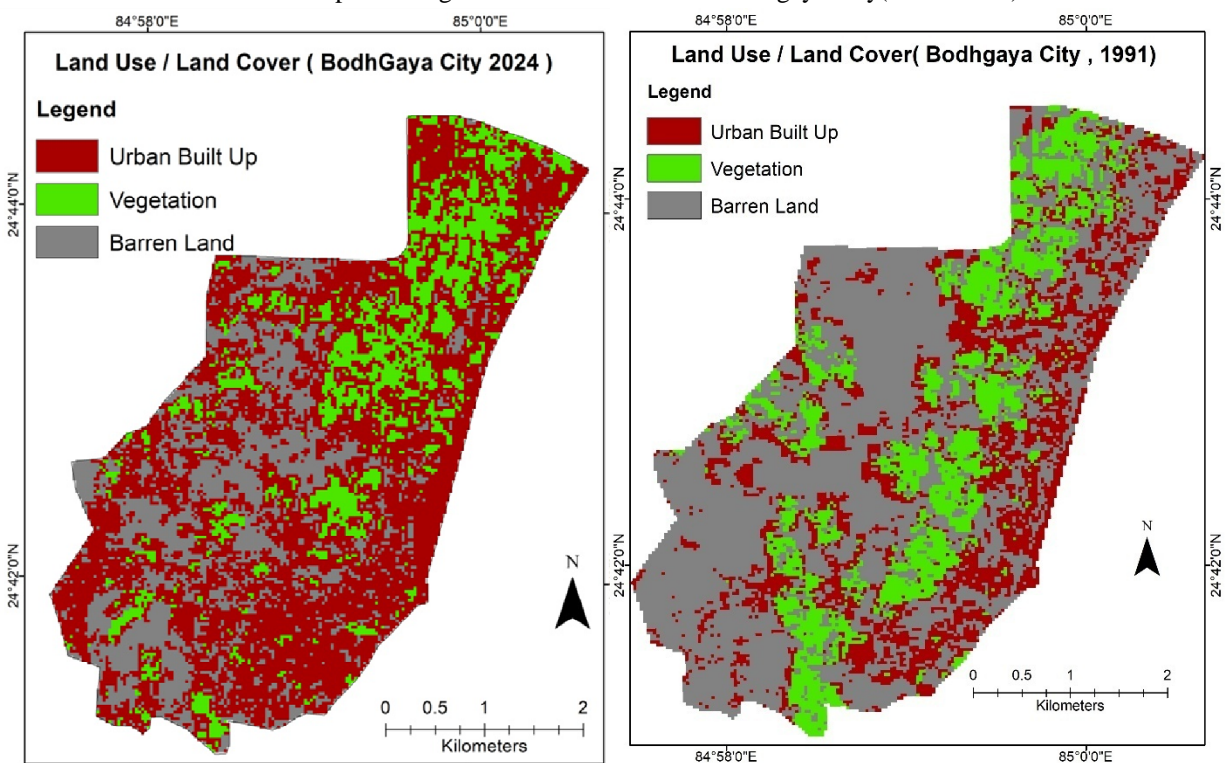 84°58'0"E
85°0'0"E
Land Use / Land Cover ( BodhGaya City 2024 )
Legend
Urban Built Up
Vegetation
Barren Land
24°44'0"N
24°42'0"N
N
0 0.5 1 2
Kilometers
84°58'0"E
85°0'0"E
Land Use / Land Cover( Bodhgaya City , 1991)
Legend
Urban Built Up
Vegetation
Barren Land
24°44'0"N
24°42'0"N
N
0 0.5 1 2
Kilometers
84°58'0"E
85°0'0"E